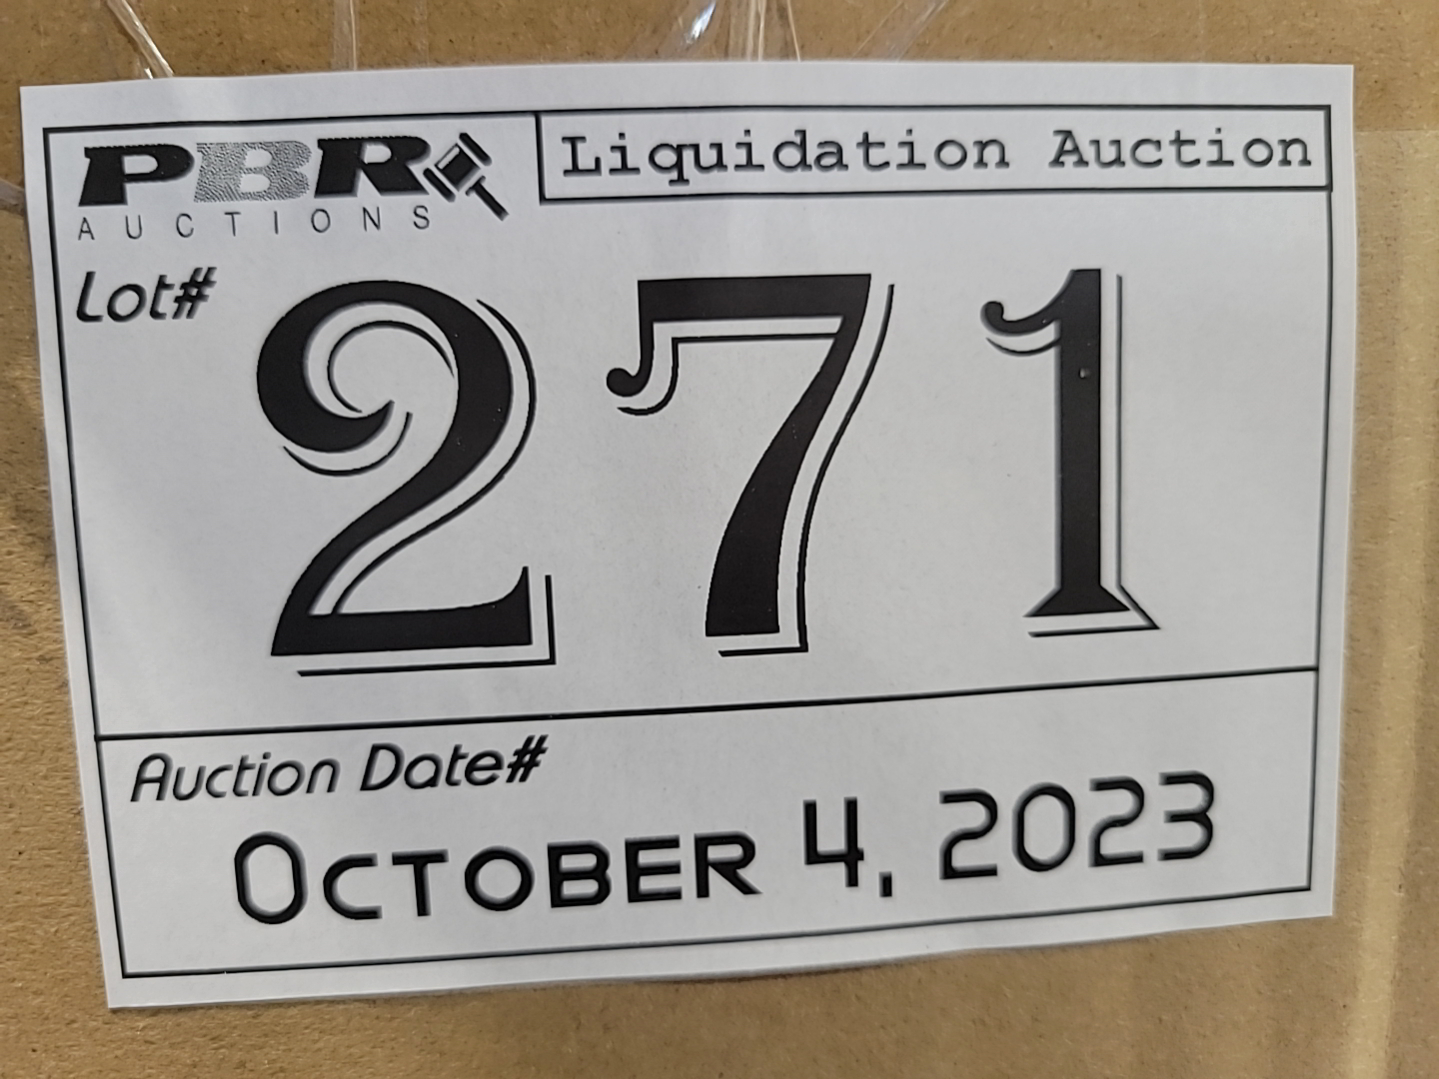 PBR
AUCTIONS
Liquidation Auction
Lot#
271
Auction Date#
OCTOBER 4, 2023